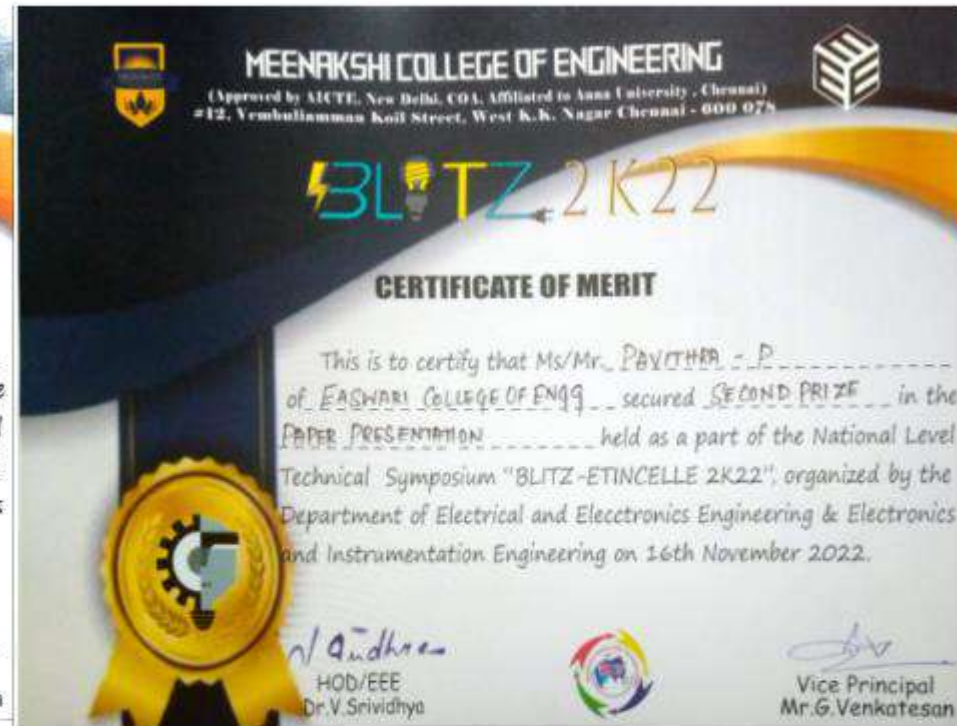 MEENAKSHI COLLEGE OF ENGINEERING
(Approved by AICTE, New Delhi, COA, Affiliated to Anna University , Chennai)
#12, Vembuliamman Koil Street, West K.K. Nagar Chennai - 600 078
BLITZ 2K22
CERTIFICATE OF MERIT
This is to certify that Ms/Mr. PAVITHRA - P
of EASWARI COLLEGE OF ENGG secured SECOND PRIZE in the
PAPER PRESENTATION held as a part of the National Level
Technical Symposium "BLITZ-ETINCELLE 2K22", organized by the
Department of Electrical and Elecctronics Engineering & Electronics
and Instrumentation Engineering on 16th November 2022.
HOD/EEE
Dr.V.Srividhya
Vice Principal
Mr.G.Venkatesan